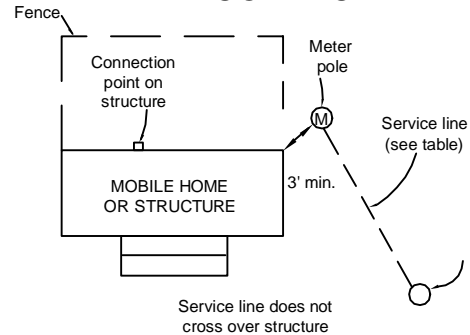 Fence
Meter
pole
Connection
point on
structure
M
Service line
(see table)
MOBILE HOME
OR STRUCTURE
3' min.
Service line does not
cross over structure